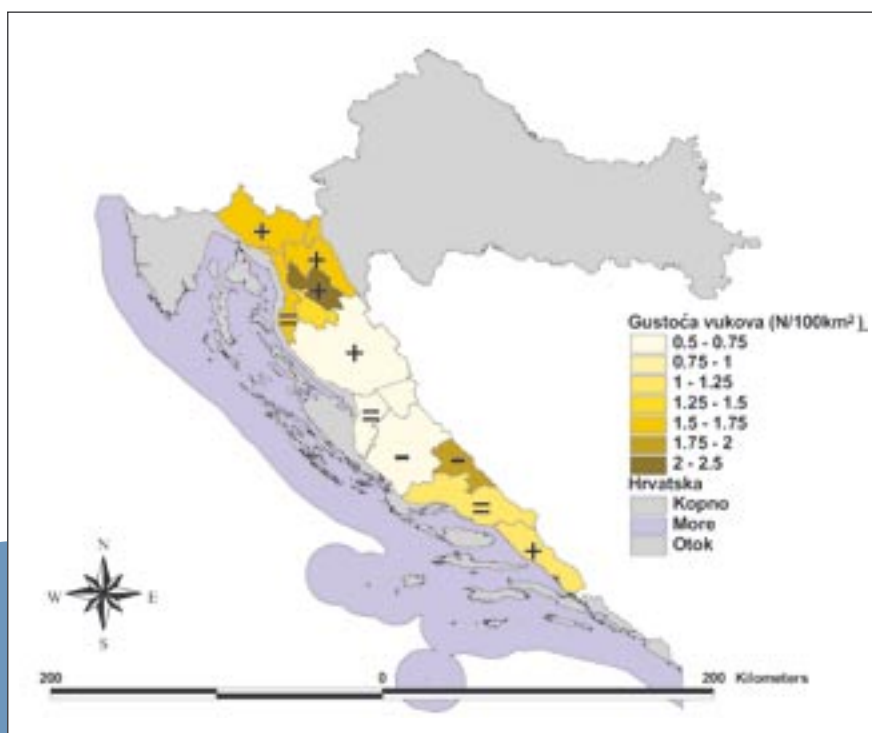 +
+
+
=
+
=
-
-
=
+
Gustoća vukova (N/100km²)
0.5 - 0.75
0.75 - 1
1 - 1.25
1.25 - 1.5
1.5 - 1.75
1.75 - 2
2 - 2.5
Hrvatska
Kopno
More
Otok
N
W E
S
200 0 200 Kilometers